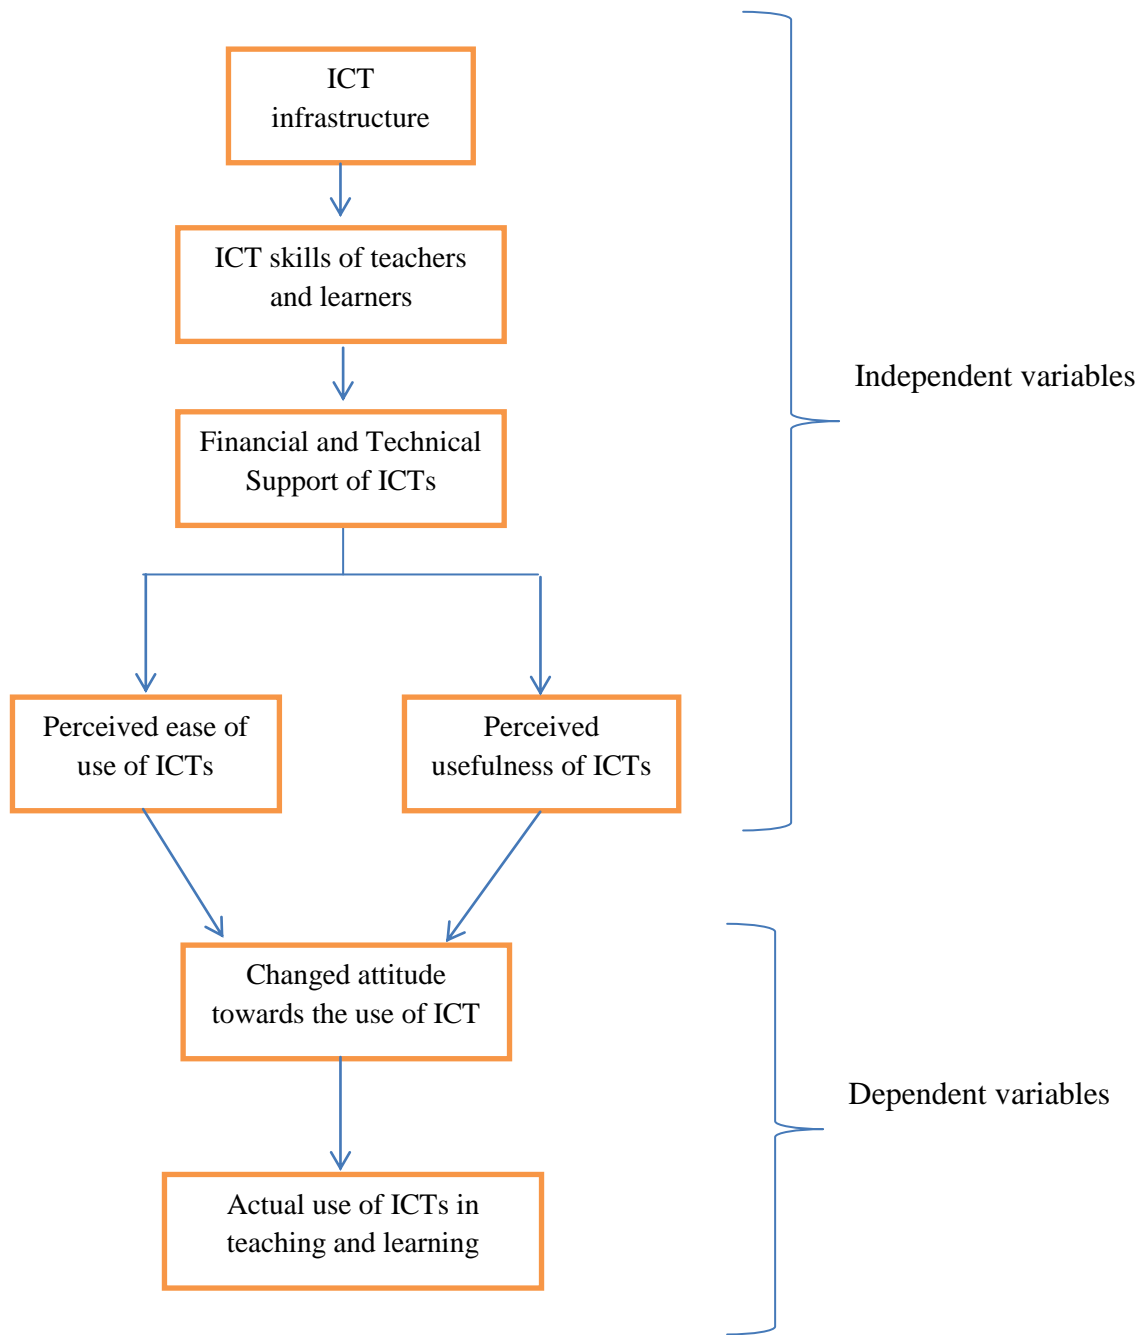 ICT
infrastructure
ICT skills of teachers
and learners
Independent variables
Financial and Technical
Support of ICTs
Perceived ease of
use of ICTs
Perceived
usefulness of ICTs
Changed attitude
towards the use of ICT
Dependent variables
Actual use of ICTs in
teaching and learning